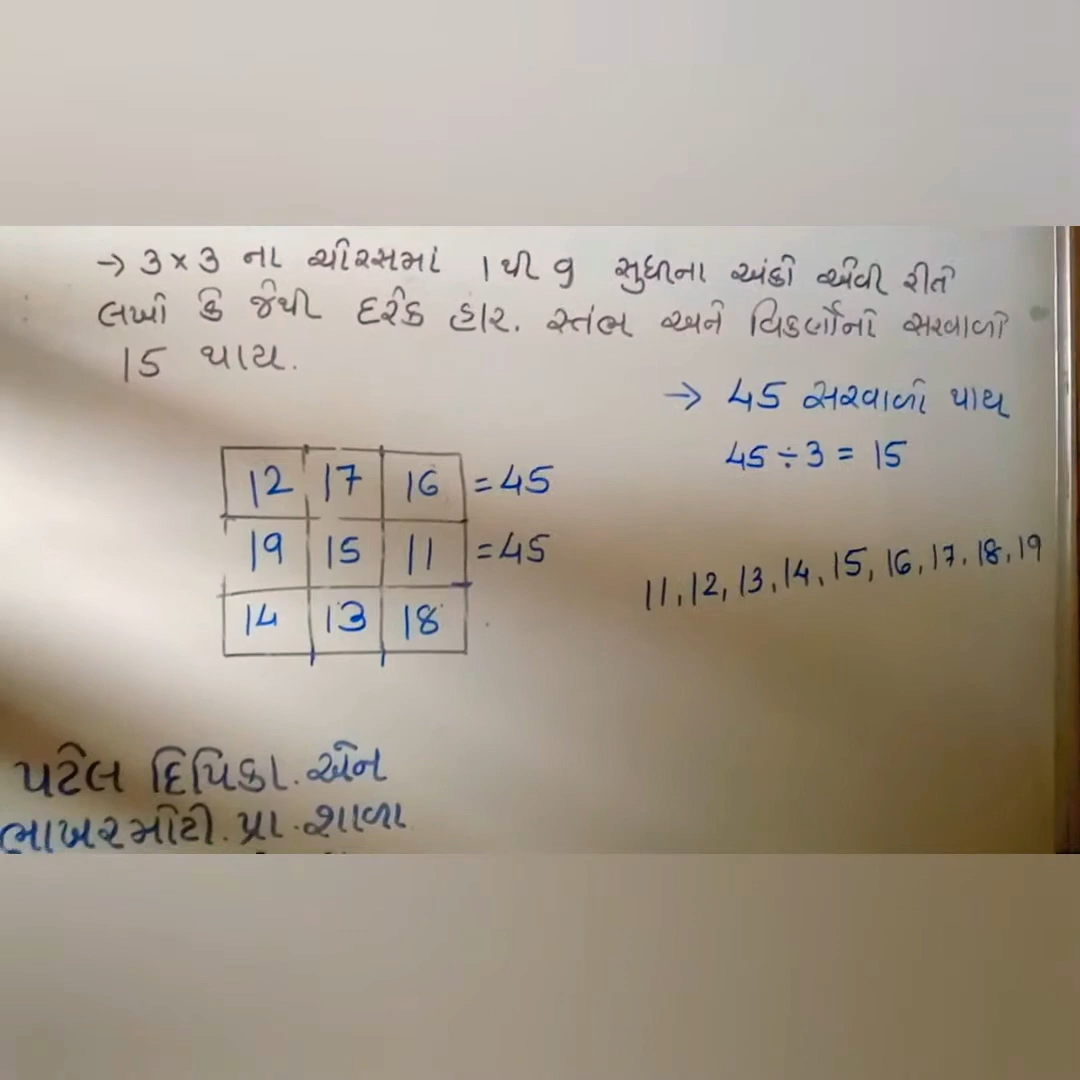 → 3 × 3 ના ચોરસમાં 1 થી 9 સુધીના અંકો એવી રીતે
લખો કે જેથી દરેક હાર. સ્તંભ અને વિકર્ણોનો સરવાળો
15 થાય.
→ 45 સરવાળો થાય
45 ÷ 3 = 15
12 17 16 = 45
19 15 11 = 45
14 13 18
11, 12, 13, 14, 15, 16, 17. 18, 19
પટેલ દિપિકા. એન
ભાખરમોટી. પ્રા. શાળા